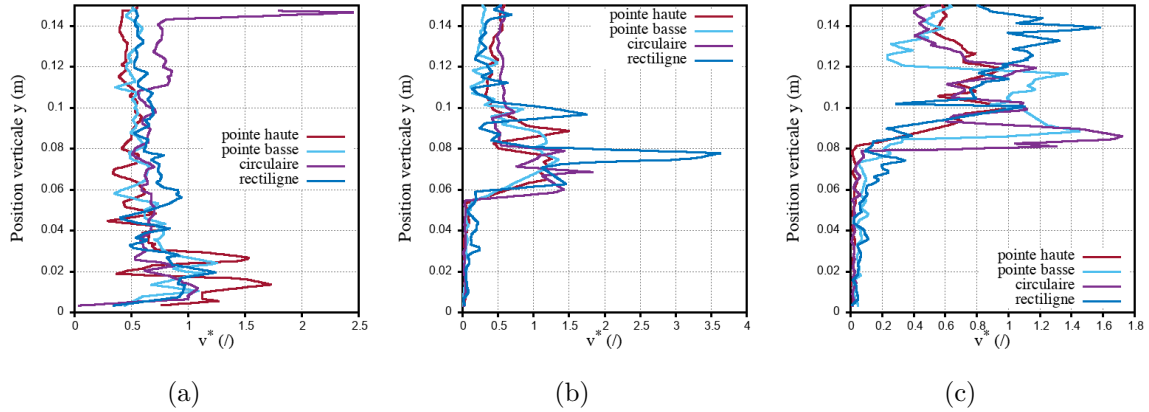 Position verticale y (m)
0.14
0.12
0.1
0.08
0.06
0.04
0.02
0
pointe haute
pointe basse
circulaire
rectiligne
0 0.5 1 1.5 2 2.5
v* (/)
(a)
Position verticale y (m)
pointe haute
pointe basse
circulaire
rectiligne
0.14
0.12
0.1
0.08
0.06
0.04
0.02
0
0 0.5 1 1.5 2 2.5 3 3.5 4
v* (/)
(b)
Position verticale y (m)
0.14
0.12
0.1
0.08
0.06
0.04
0.02
0
pointe haute
pointe basse
circulaire
rectiligne
0 0.2 0.4 0.6 0.8 1 1.2 1.4 1.6 1.8
v* (/)
(c)